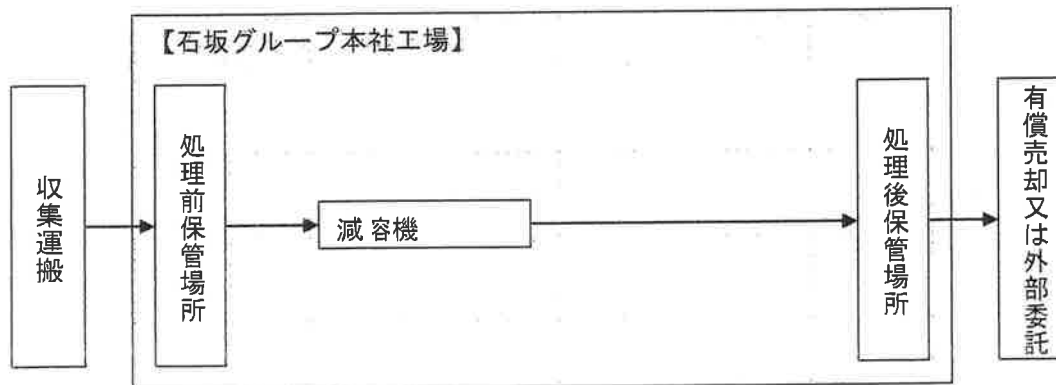 【石坂グループ本社工場】
収集運搬
処理前保管場所
減容機
処理後保管場所
有償売却又は外部委託